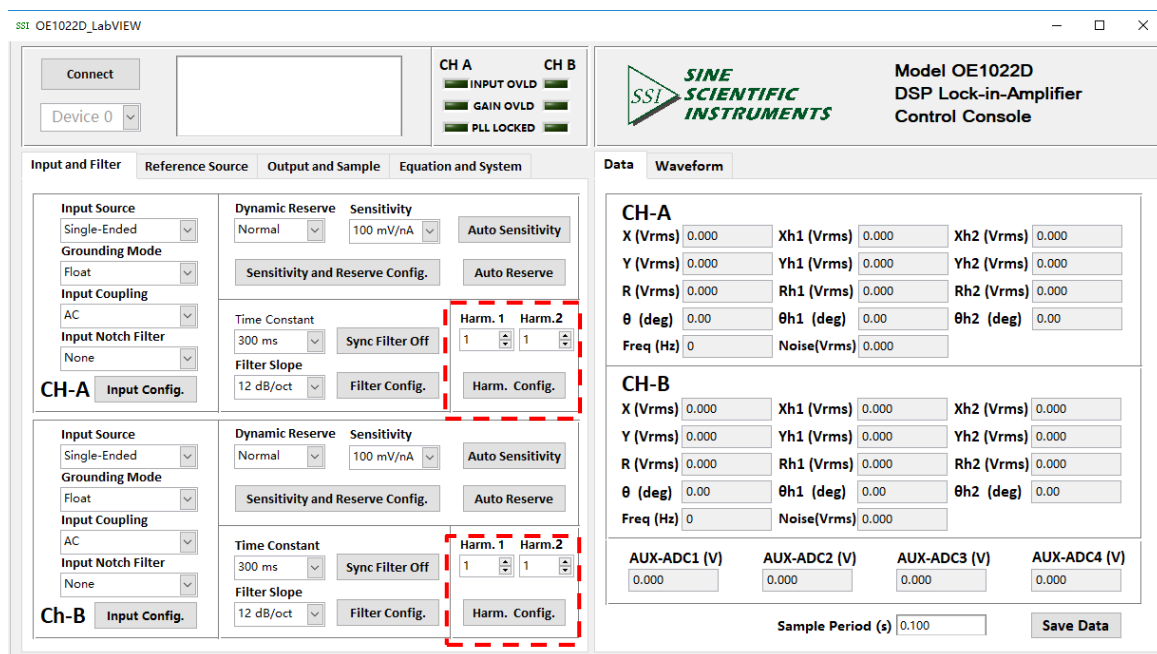 SSI OE1022D_LabVIEW
Connect
Device 0
CH A CH B
INPUT OVLD
GAIN OVLD
PLL LOCKED
SSI
SINE
SCIENTIFIC
INSTRUMENTS
Model OE1022D
DSP Lock-in-Amplifier
Control Console
Input and Filter Reference Source Output and Sample Equation and System
Input Source
Single-Ended
Grounding Mode
Float
Input Coupling
AC
Input Notch Filter
None
CH-A Input Config.
Dynamic Reserve Sensitivity
Normal 100 mV/nA Auto Sensitivity
Sensitivity and Reserve Config. Auto Reserve
Time Constant
300 ms Sync Filter Off
Filter Slope
12 dB/oct Filter Config.
Harm. 1 Harm.2
1 1
Harm. Config.
Input Source
Single-Ended
Grounding Mode
Float
Input Coupling
AC
Input Notch Filter
None
Ch-B Input Config.
Dynamic Reserve Sensitivity
Normal 100 mV/nA Auto Sensitivity
Sensitivity and Reserve Config. Auto Reserve
Time Constant
300 ms Sync Filter Off
Filter Slope
12 dB/oct Filter Config.
Harm. 1 Harm.2
1 1
Harm. Config.
Data Waveform
CH-A
X (Vrms) 0.000 Xh1 (Vrms) 0.000 Xh2 (Vrms) 0.000
Y (Vrms) 0.000 Yh1 (Vrms) 0.000 Yh2 (Vrms) 0.000
R (Vrms) 0.000 Rh1 (Vrms) 0.000 Rh2 (Vrms) 0.000
θ (deg) 0.00 θh1 (deg) 0.00 θh2 (deg) 0.00
Freq (Hz) 0 Noise(Vrms) 0.000
CH-B
X (Vrms) 0.000 Xh1 (Vrms) 0.000 Xh2 (Vrms) 0.000
Y (Vrms) 0.000 Yh1 (Vrms) 0.000 Yh2 (Vrms) 0.000
R (Vrms) 0.000 Rh1 (Vrms) 0.000 Rh2 (Vrms) 0.000
θ (deg) 0.00 θh1 (deg) 0.00 θh2 (deg) 0.00
Freq (Hz) 0 Noise(Vrms) 0.000
AUX-ADC1 (V) AUX-ADC2 (V) AUX-ADC3 (V) AUX-ADC4 (V)
0.000 0.000 0.000 0.000
Sample Period (s) 0.100 Save Data